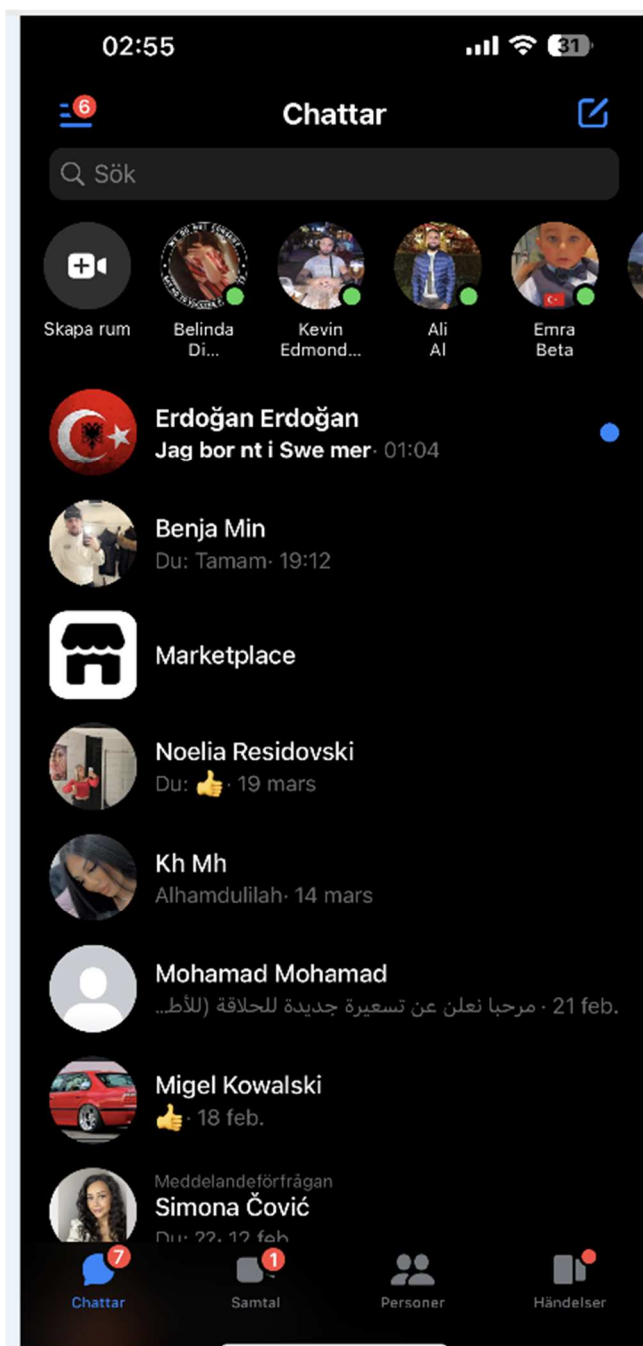 02:55
31
6
Chattar
Sök
Skapa rum
Belinda
Di...
Kevin
Edmond...
Ali
Al
Emra
Beta
Erdoğan Erdoğan
Jag bor nt i Swe mer· 01:04
Benja Min
Du: Tamam· 19:12
Marketplace
Noelia Residovski
Du: 👍· 19 mars
Kh Mh
Alhamdulilah· 14 mars
Mohamad Mohamad
مرحبا نعلن عن تسعيرة جديدة للحلاقة (للأط... · 21 feb.
Migel Kowalski
👍· 18 feb.
Meddelandeförfrågan
Simona Čović
Du: ??· 12 feb.
7
1
Chattar
Samtal
Personer
Händelser